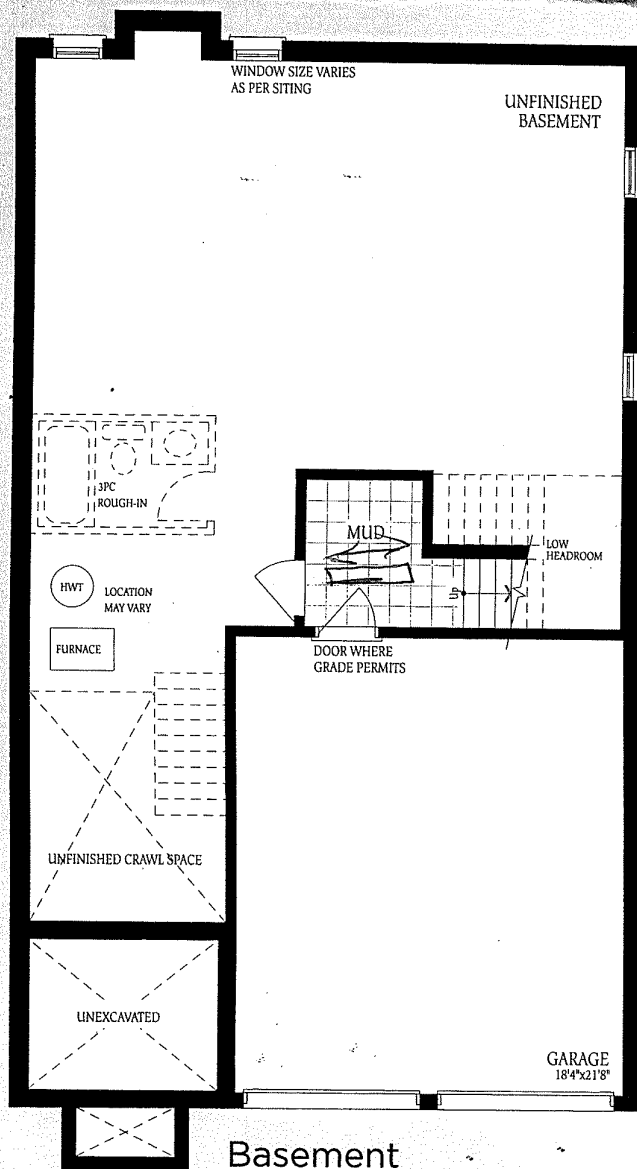 WINDOW SIZE VARIES
AS PER SITING
UNFINISHED
BASEMENT
3PC
ROUGH-IN
MUD
LOW
HEADROOM
HWT
LOCATION
MAY VARY
Up
FURNACE
DOOR WHERE
GRADE PERMITS
UNFINISHED CRAWL SPACE
UNEXCAVATED
GARAGE
18'4"x21'8"
Basement